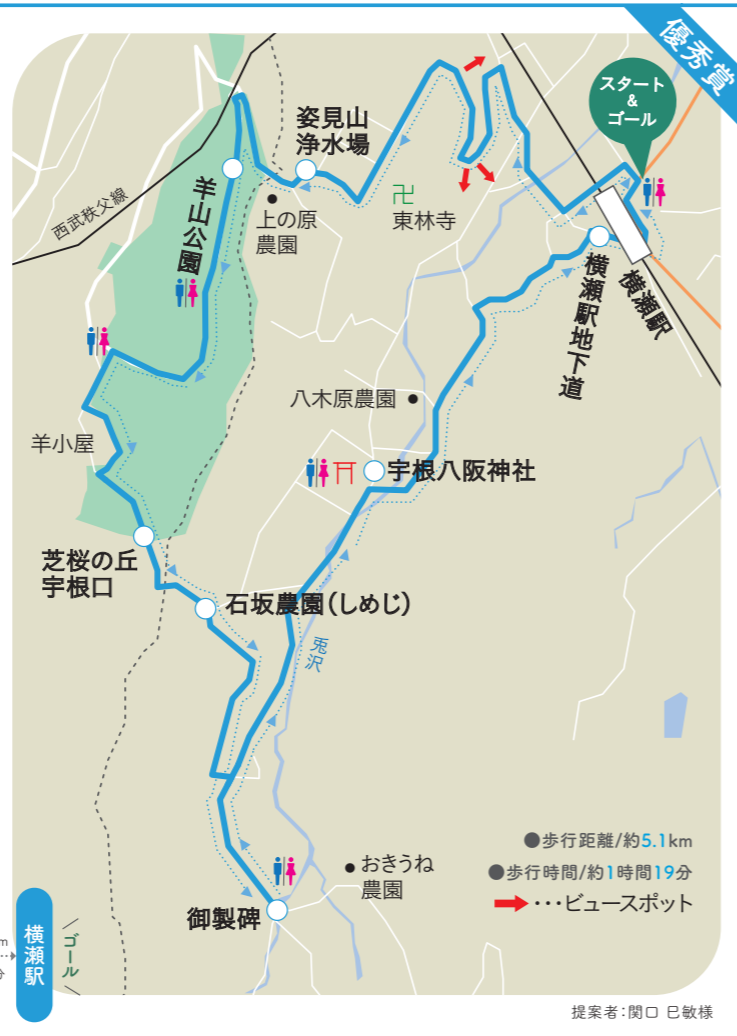 優秀賞
スタート
&
ゴール
姿見山
浄水場
西武秩父線
羊山公園
上の原
農園
卍
東林寺
横瀬駅
横瀬駅地下道
八木原農園
羊小屋
宇根八阪神社
芝桜の丘
宇根口
石坂農園(しめじ)
兎沢
●歩行距離/約5.1km
●歩行時間/約1時間19分
・・・ビュースポット
おきうね
農園
御製碑
m
分
横瀬駅
ゴール
提案者:関口 巳敏様